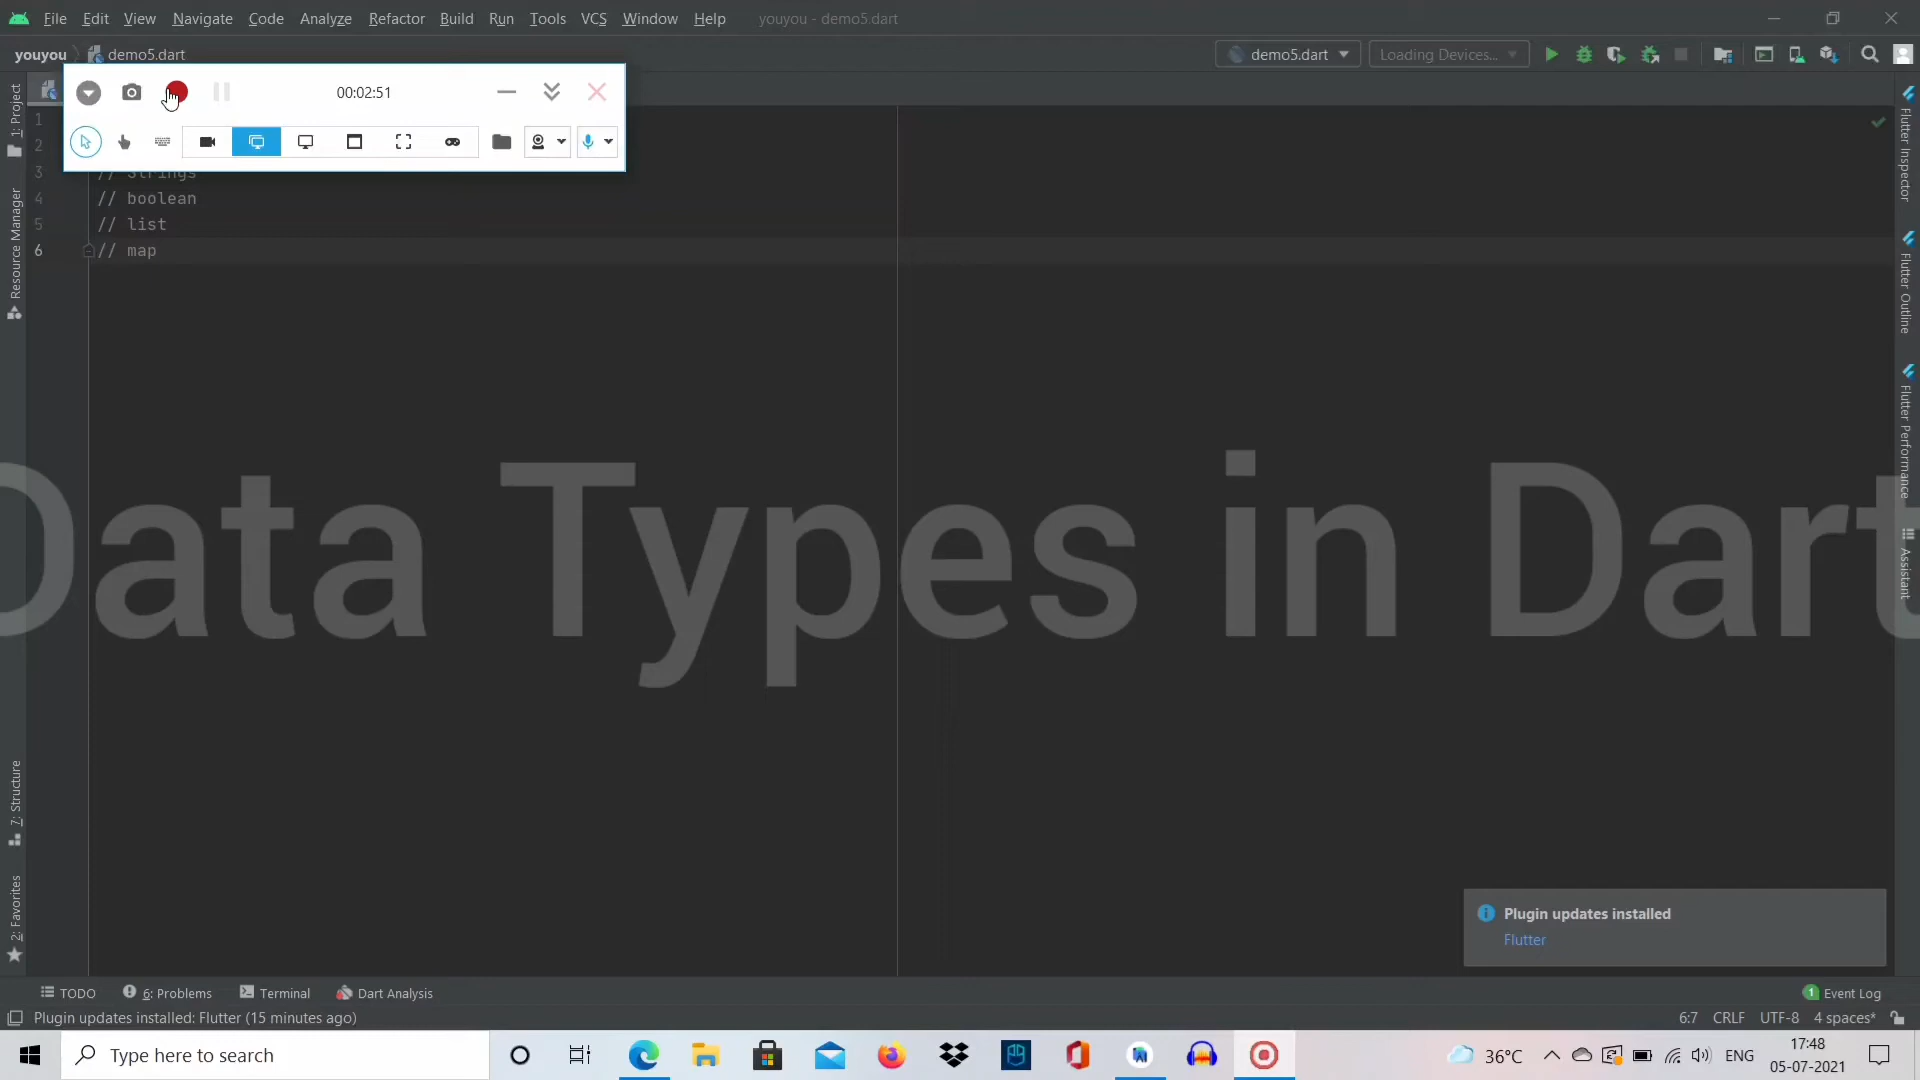 File Edit View Navigate Code Analyze Refactor Build Run Tools VCS Window Help youyou - demo5.dart
youyou demo5.dart
demo5.dart Loading Devices...
00:02:51
1
2
3 // Strings
4 // boolean
5 // list
6 // map
1: Project
Resource Manager
7: Structure
2: Favorites
Flutter Inspector
Flutter Outline
Flutter Performance
Assistant
Data Types in Dart
Plugin updates installed
Flutter
TODO 6: Problems Terminal Dart Analysis 1 Event Log
Plugin updates installed: Flutter (15 minutes ago) 6:7 CRLF UTF-8 4 spaces*
Type here to search 36°C ENG 17:48
05-07-2021